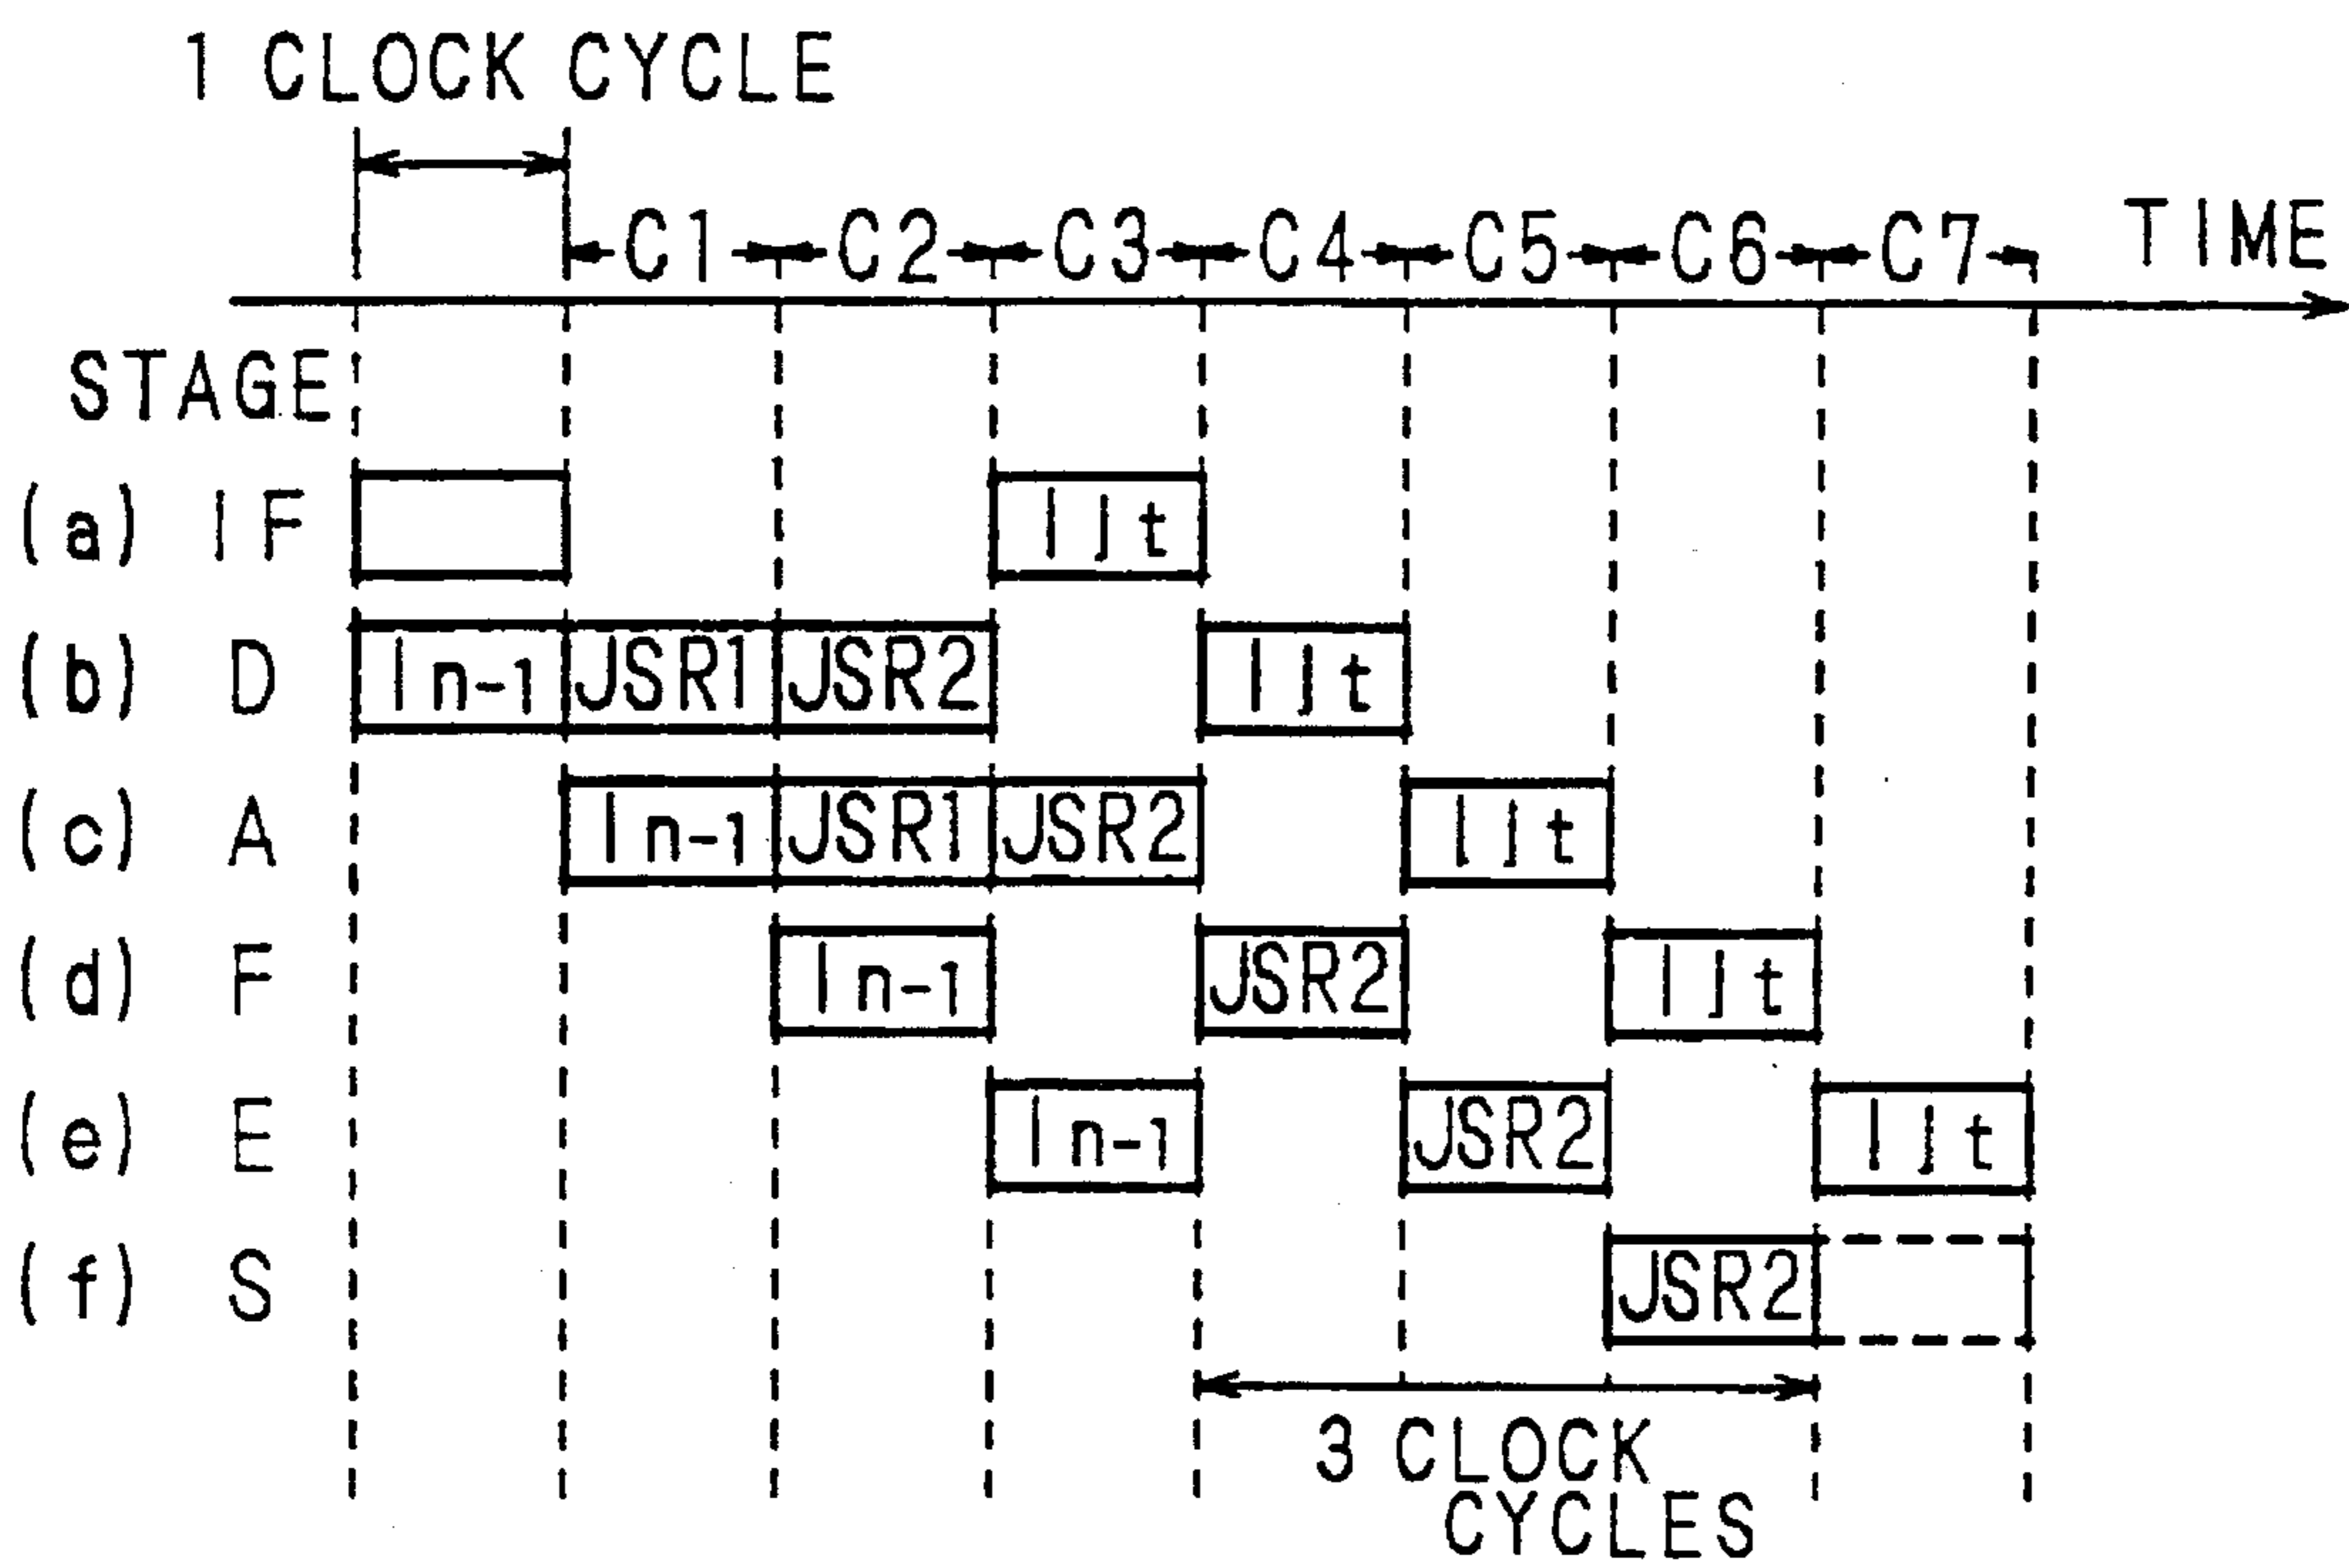 1 CLOCK CYCLE
C1 C2 C3 C4 C5 C6 C7 TIME
STAGE
(a) IF Ijt
(b) D In-1 JSR1 JSR2 Ijt
(c) A In-1 JSR1 JSR2 Ijt
(d) F In-1 JSR2 Ijt
(e) E In-1 JSR2 Ijt
(f) S JSR2
3 CLOCK
CYCLES